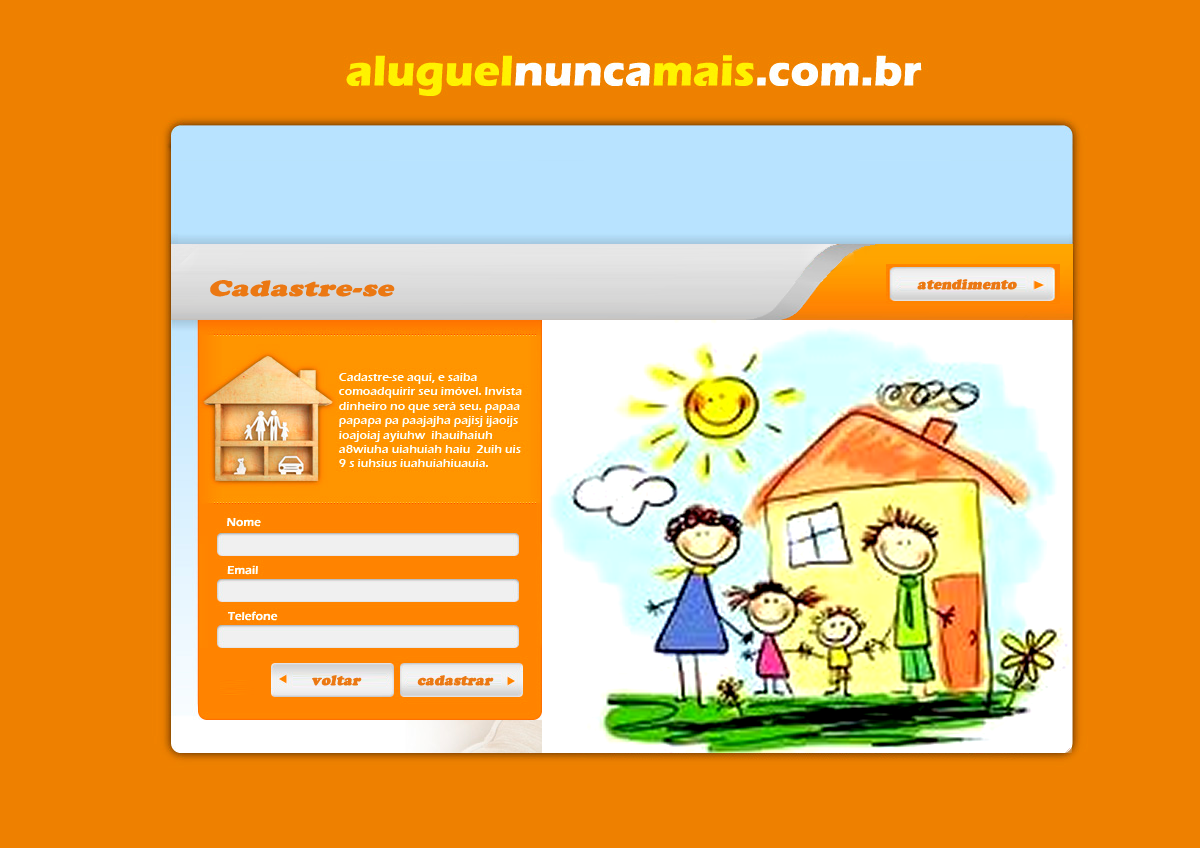 aluguelnuncamais.com.br
Cadastre-se
atendimento
Cadastre-se aqui, e saiba
comoadquirir seu imóvel. Invista
dinheiro no que será seu. papaa
papapa pa paajajha pajisj ijaoijs
ioajoiaj ayiuhw ihauihaiuh
a8wiuha uiahuiah haiu 2uih uis
9 s iuhsius iuahuiahiuauia.
Nome
Email
Telefone
voltar
cadastrar